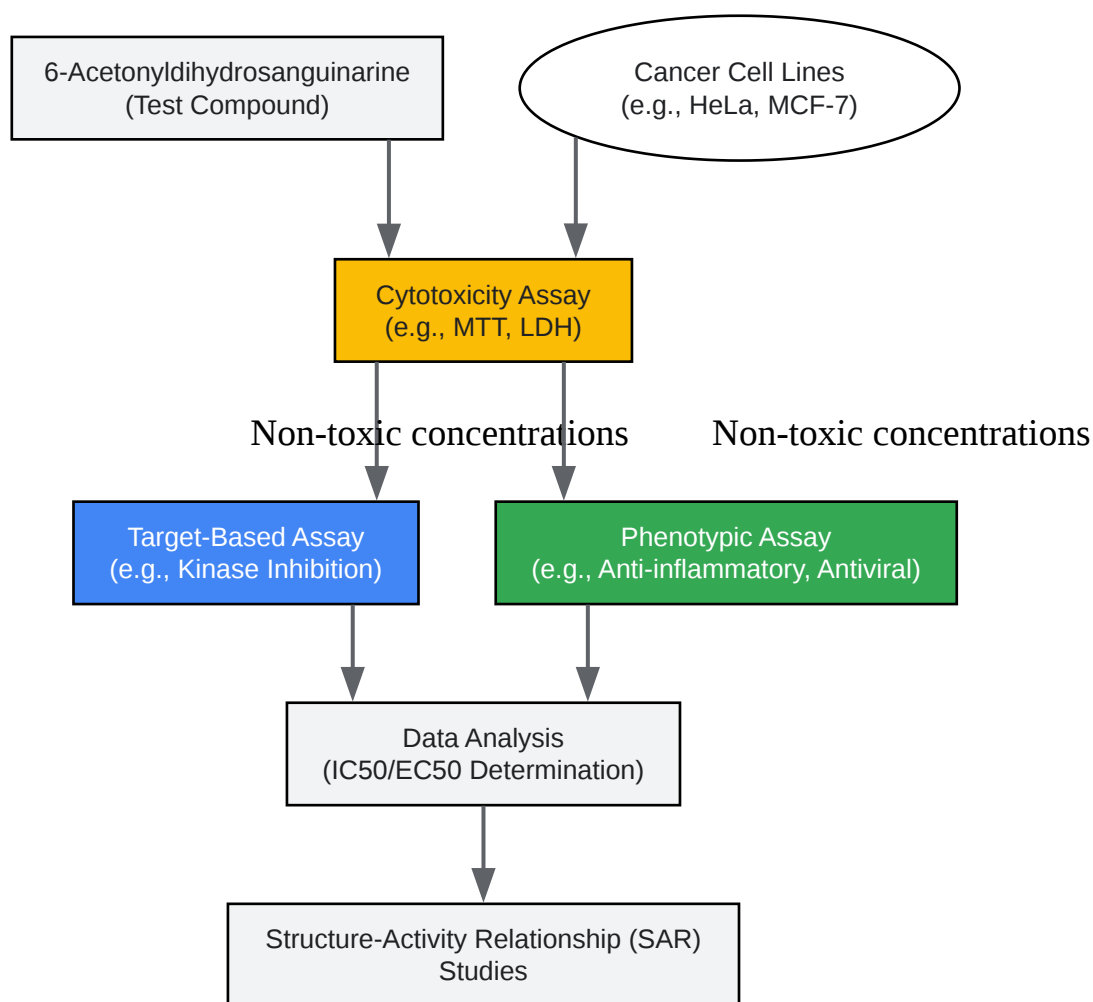 6-Acetonyldihydrosanguinarine
(Test Compound)
Cancer Cell Lines
(e.g., HeLa, MCF-7)
Cytotoxicity Assay
(e.g., MTT, LDH)
Non-toxic concentrations
Non-toxic concentrations
Target-Based Assay
(e.g., Kinase Inhibition)
Phenotypic Assay
(e.g., Anti-inflammatory, Antiviral)
Data Analysis
(IC50/EC50 Determination)
Structure-Activity Relationship (SAR)
Studies